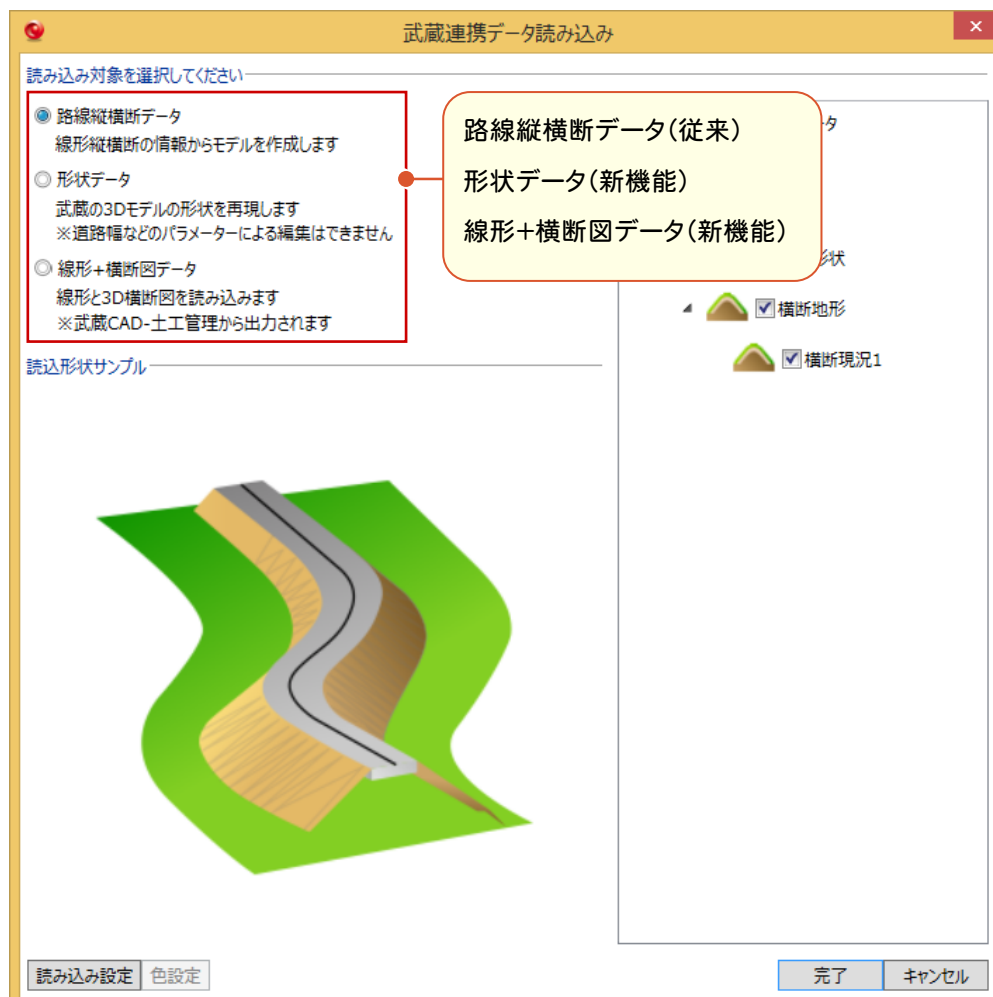 武蔵連携データ読み込み
読み込み対象を選択してください
路線縦横断データ
線形縦横断の情報からモデルを作成します
形状データ
武蔵の3Dモデルの形状を再現します
※道路幅などのパラメーターによる編集はできません
線形+横断図データ
線形と3D横断図を読み込みます
※武蔵CAD-土工管理から出力されます
路線縦横断データ(従来)
形状データ(新機能)
線形+横断図データ(新機能)
タ
形状
横断地形
横断現況1
読込形状サンプル
読み込み設定
色設定
完了
キャンセル